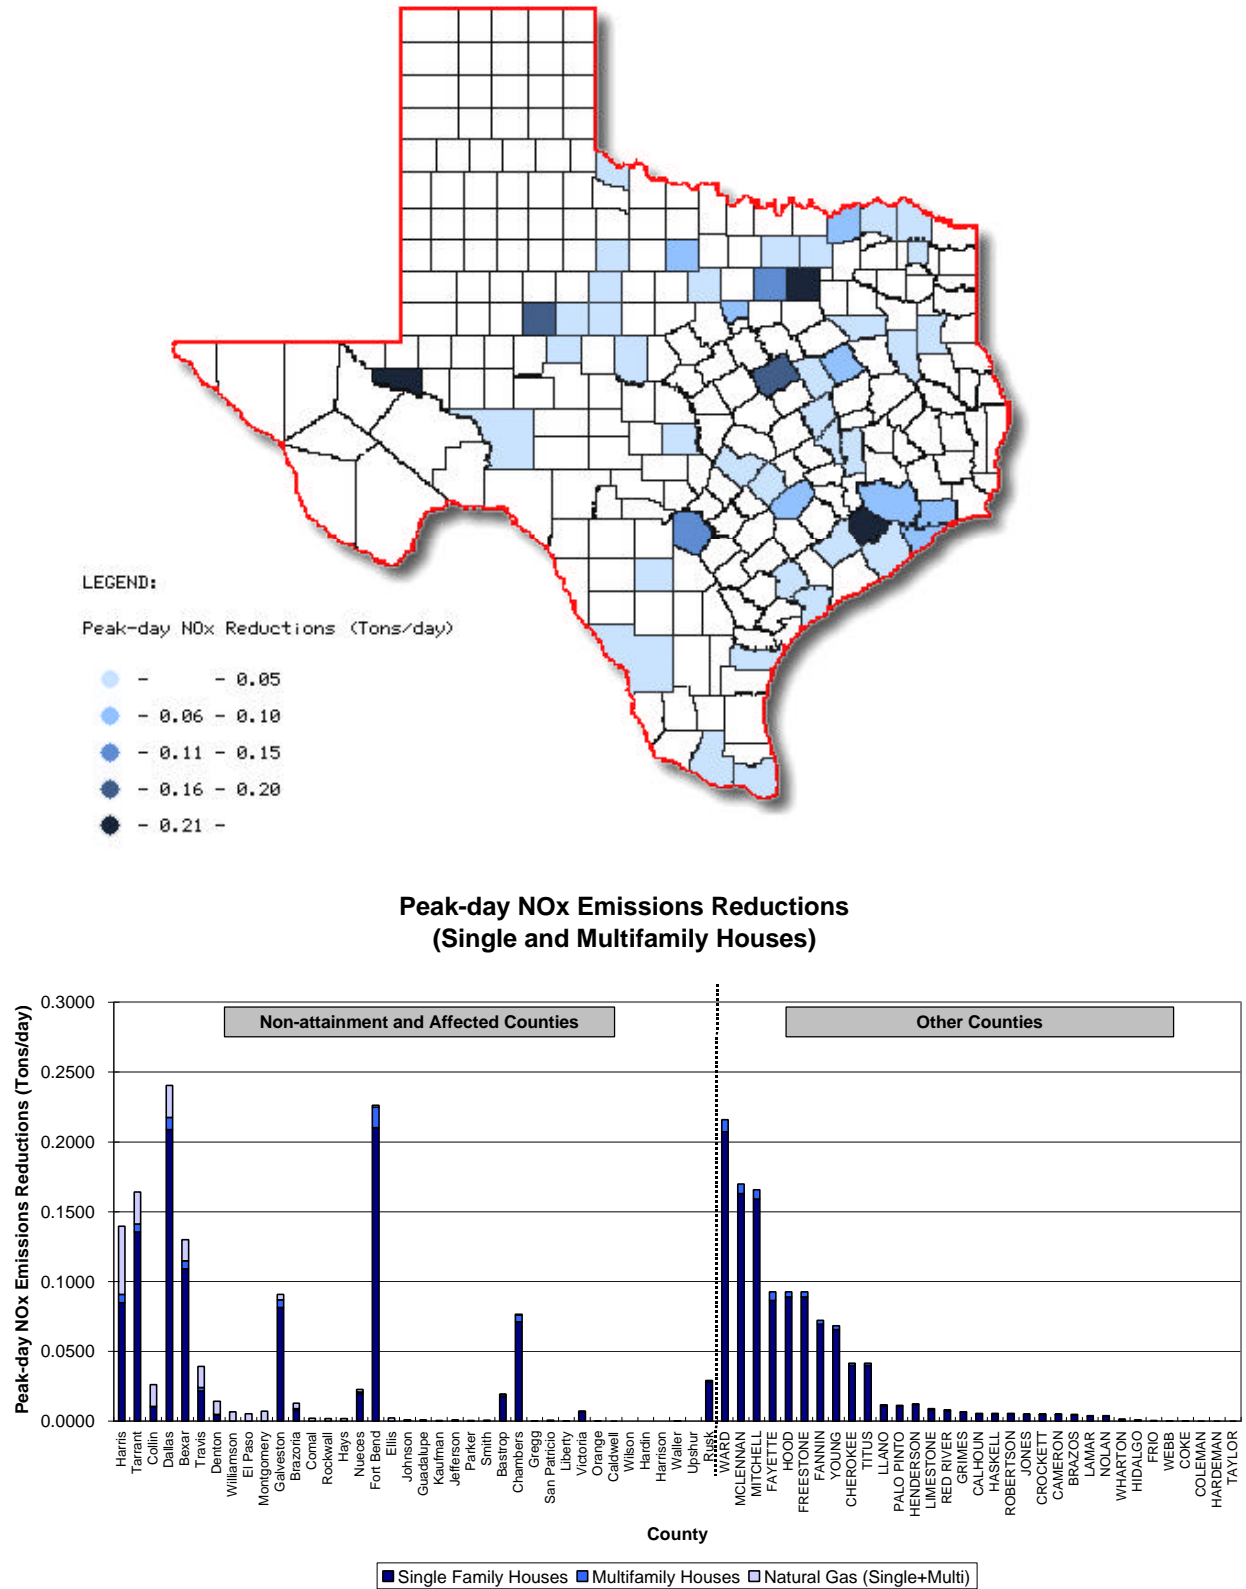 LEGEND:
Peak-day NOx Reductions (Tons/day)
- - 0.05
- 0.06 - 0.10
- 0.11 - 0.15
- 0.16 - 0.20
- 0.21 -
Peak-day NOx Emissions Reductions
(Single and Multifamily Houses)
Peak-day NOx Emissions Reductions (Tons/day)
0.3000
0.2500
0.2000
0.1500
0.1000
0.0500
0.0000
Non-attainment and Affected Counties
Other Counties
Harris
Tarrant
Collin
Dallas
Bexar
Travis
Denton
Williamson
El Paso
Montgomery
Galveston
Brazoria
Comal
Rockwall
Hays
Nueces
Fort Bend
Ellis
Johnson
Guadalupe
Kaufman
Jefferson
Parker
Smith
Bastrop
Chambers
Gregg
San Patricio
Liberty
Victoria
Orange
Caldwell
Wilson
Hardin
Harrison
Waller
Upshur
Rusk
WARD
MCLENNAN
MITCHELL
FAYETTE
HOOD
FREESTONE
FANNIN
YOUNG
CHEROKEE
TITUS
LLANO
PALO PINTO
HENDERSON
LIMESTONE
RED RIVER
GRIMES
CALHOUN
HASKELL
ROBERTSON
JONES
CROCKETT
CAMERON
BRAZOS
LAMAR
NOLAN
WHARTON
HIDALGO
FRIO
WEBB
COKE
COLEMAN
HARDEMAN
TAYLOR
County
Single Family Houses
Multifamily Houses
Natural Gas (Single+Multi)